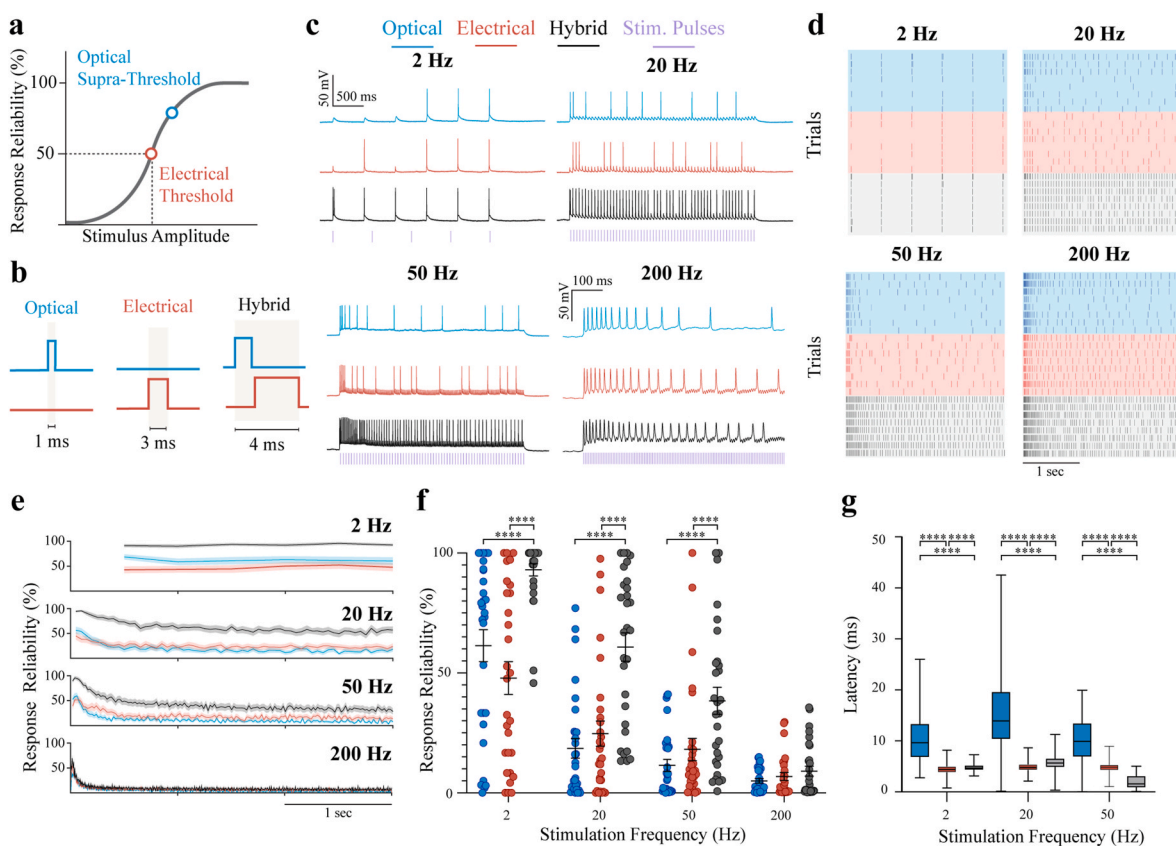 a
Response Reliability (%)
100
50
Optical
Supra-Threshold
Electrical
Threshold
Stimulus Amplitude
b
Optical
Electrical
Hybrid
1 ms
3 ms
4 ms
c
Optical
Electrical
Hybrid
Stim. Pulses
2 Hz
20 Hz
50 mV
500 ms
50 Hz
200 Hz
100 ms
50 mV
d
2 Hz
20 Hz
Trials
50 Hz
200 Hz
Trials
1 sec
e
Response Reliability (%)
Response Reliability (%)
2 Hz
100
50
20 Hz
100
50
50 Hz
100
50
200 Hz
100
50
1 sec
f
Response Reliability (%)
100
50
0
**** **** ****
**** **** ****
2 20 50 200
Stimulation Frequency (Hz)
g
Latency (ms)
50
40
30
20
10
0
******** ******** ********
**** **** ****
2 20 50
Stimulation Frequency (Hz)